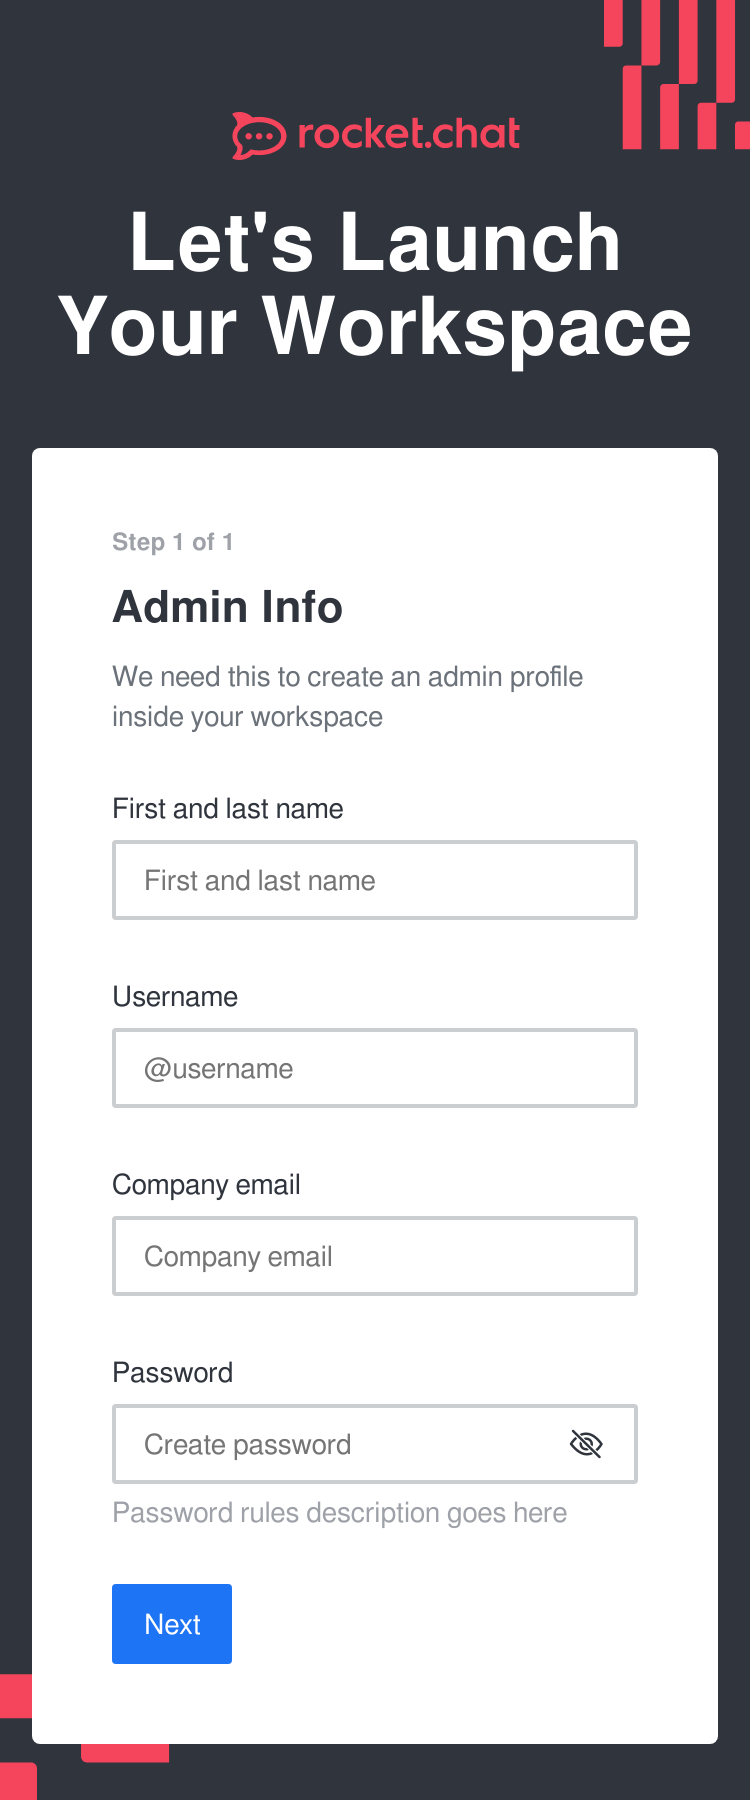 rocket.chat
Let's Launch
Your Workspace
Step 1 of 1
Admin Info
We need this to create an admin profile
inside your workspace
First and last name
First and last name
Username
@username
Company email
Company email
Password
Create password
Password rules description goes here
Next